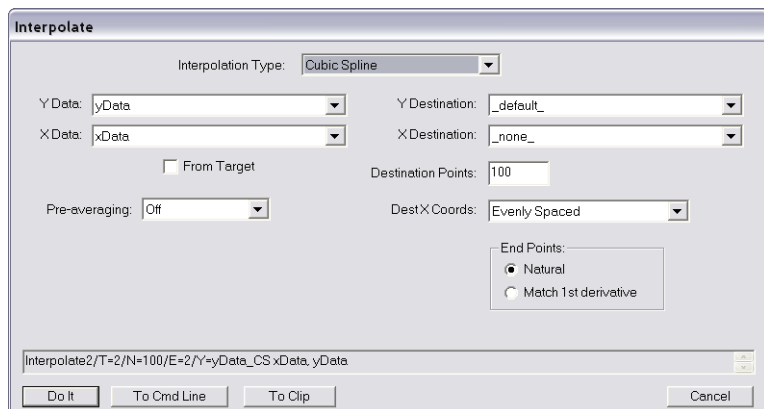 Interpolate
Interpolation Type: Cubic Spline
Y Data: yData
Y Destination: _default_
X Data: xData
X Destination: _none_
From Target
Destination Points: 100
Pre-averaging: Off
Dest X Coords: Evenly Spaced
End Points:
Natural
Match 1st derivative
Interpolate2/T=2/N=100/E=2/Y=yData_CS xData, yData
Do It
To Cmd Line
To Clip
Cancel